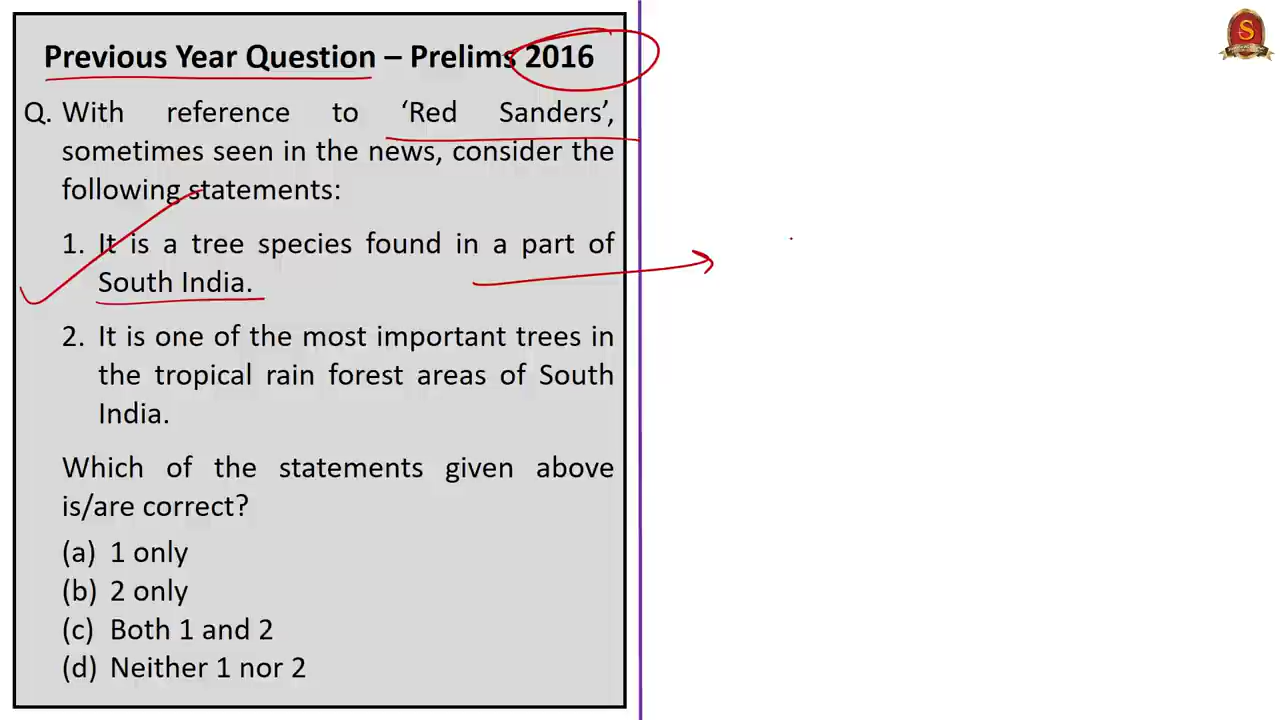 Previous Year Question – Prelims 2016
Q. With reference to ‘Red Sanders’,
sometimes seen in the news, consider the
following statements:
1. It is a tree species found in a part of
South India.
2. It is one of the most important trees in
the tropical rain forest areas of South
India.
Which of the statements given above
is/are correct?
(a) 1 only
(b) 2 only
(c) Both 1 and 2
(d) Neither 1 nor 2
S